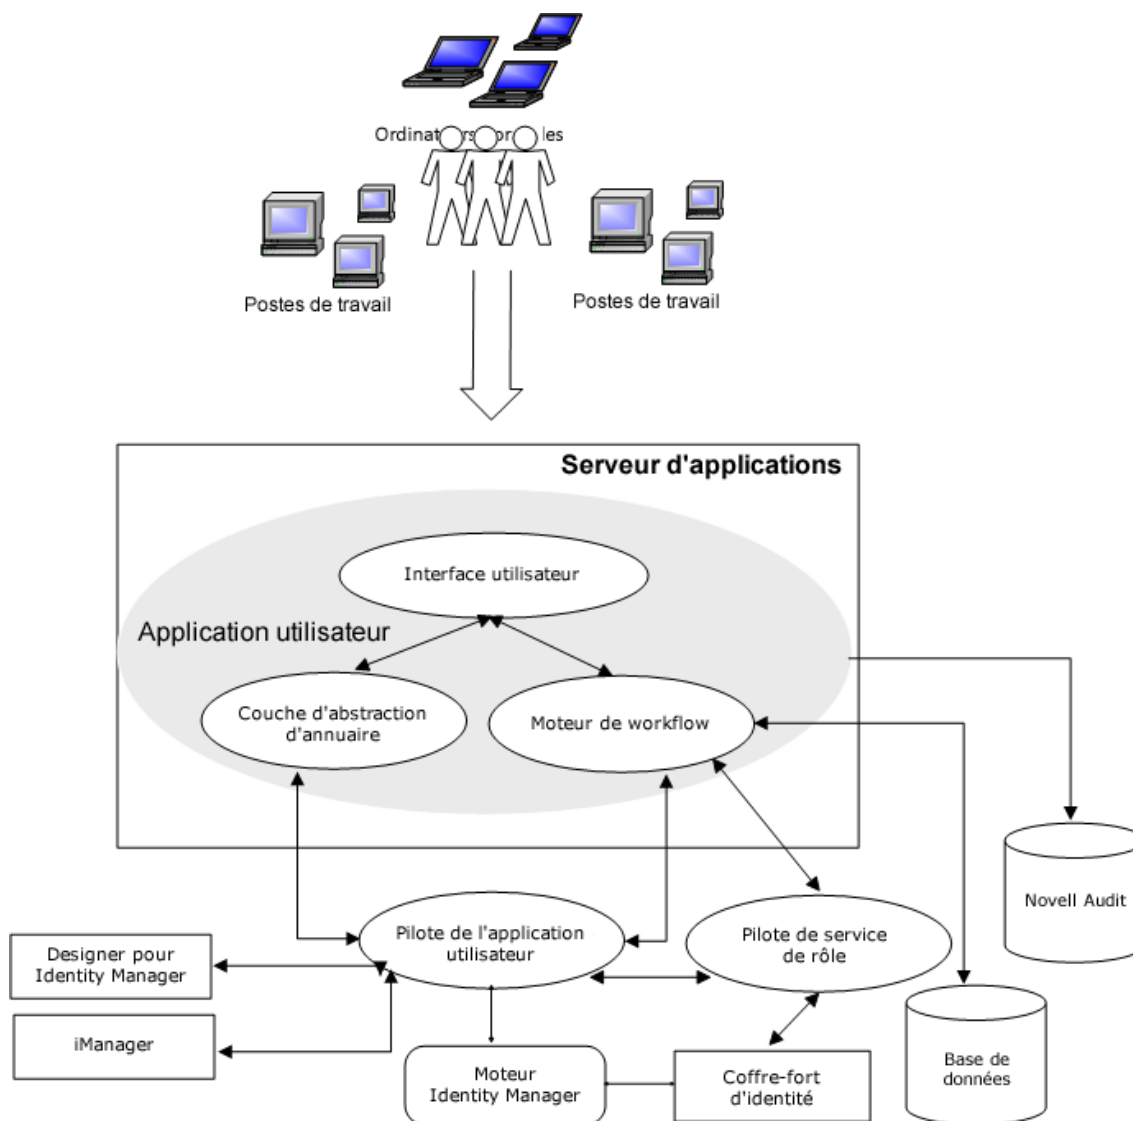 Postes de travail
Postes de travail
Serveur d'applications
Interface utilisateur
Application utilisateur
Couche d'abstraction
d'annuaire
Moteur de workflow
Novell Audit
Pilote de l'application
utilisateur
Pilote de service
de rôle
Designer pour
Identity Manager
iManager
Moteur
Identity Manager
Coffre-fort
d'identité
Base de
données